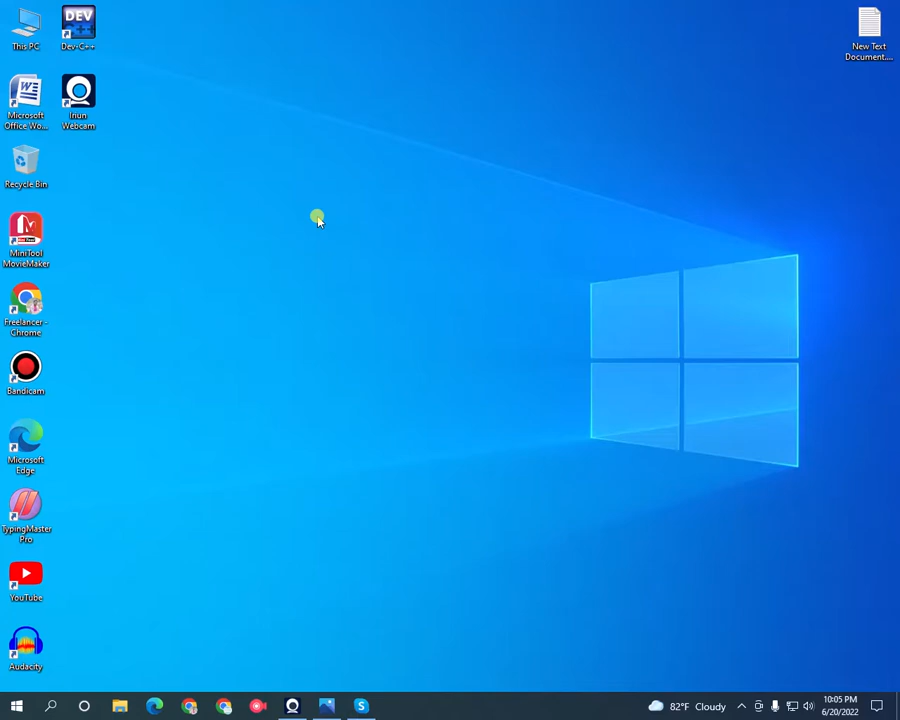 This PC
DEV
Dev-C++
New Text
Document....
W
Microsoft
Office Wo...
Iriun
Webcam
Recycle Bin
MiniTool
MovieMaker
Freelancer -
Chrome
Bandicam
Microsoft
Edge
TypingMaster
Pro
YouTube
Audacity
S
82°F Cloudy
10:05 PM
6/20/2022